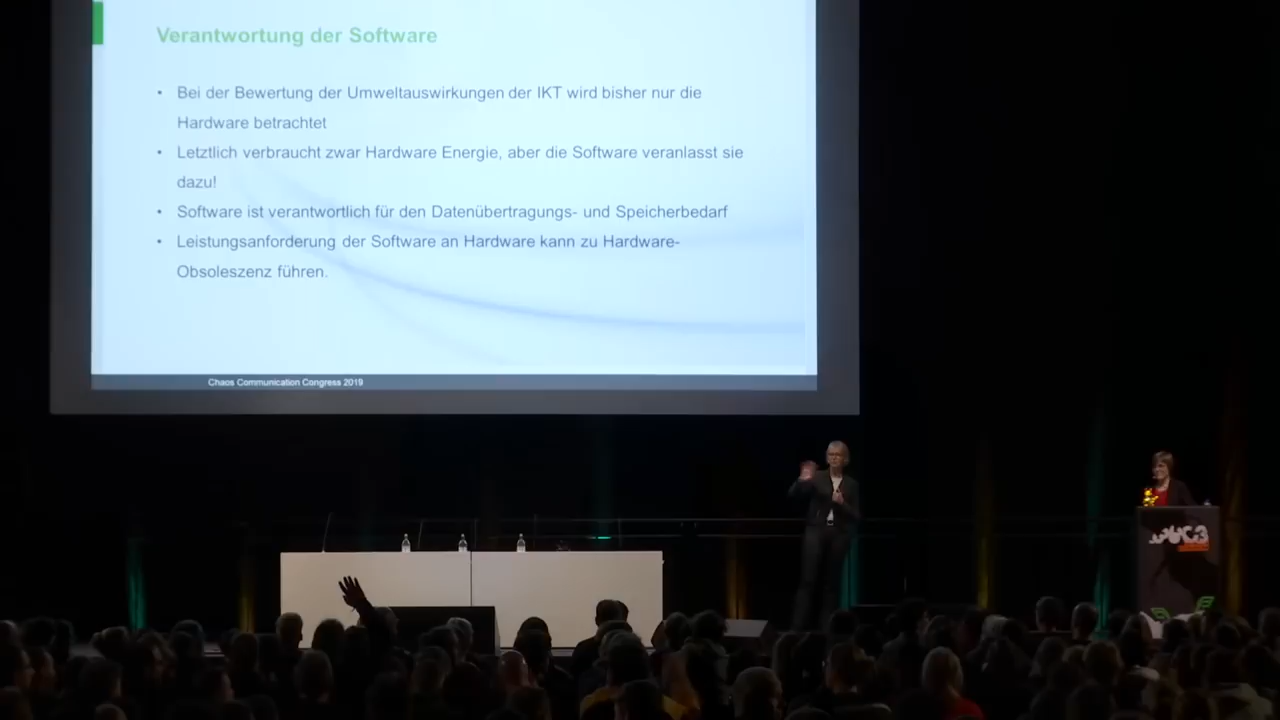 Verantwortung der Software
• Bei der Bewertung der Umweltauswirkungen der IKT wird bisher nur die
Hardware betrachtet
• Letztlich verbraucht zwar Hardware Energie, aber die Software veranlasst sie
dazu!
• Software ist verantwortlich für den Datenübertragungs- und Speicherbedarf
• Leistungsanforderung der Software an Hardware kann zu Hardware-
Obsoleszenz führen.
Chaos Communication Congress 2019